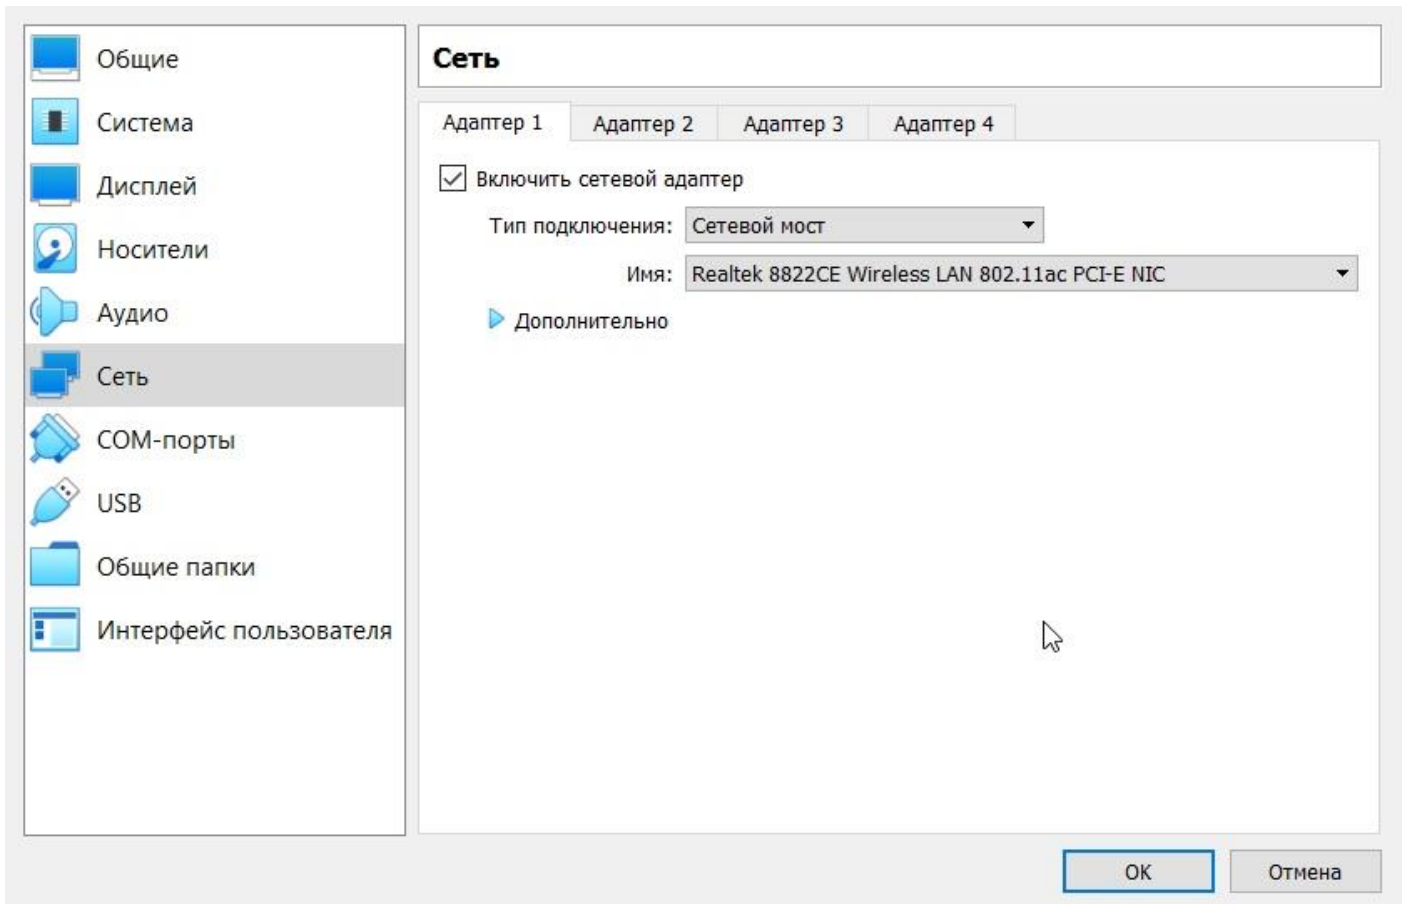 Общие
Система
Дисплей
Носители
Аудио
Сеть
COM-порты
USB
Общие папки
Интерфейс пользователя
Сеть
Адаптер 1
Адаптер 2
Адаптер 3
Адаптер 4
Включить сетевой адаптер
Тип подключения: Сетевой мост
Имя: Realtek 8822CE Wireless LAN 802.11ac PCI-E NIC
Дополнительно
OK
Отмена